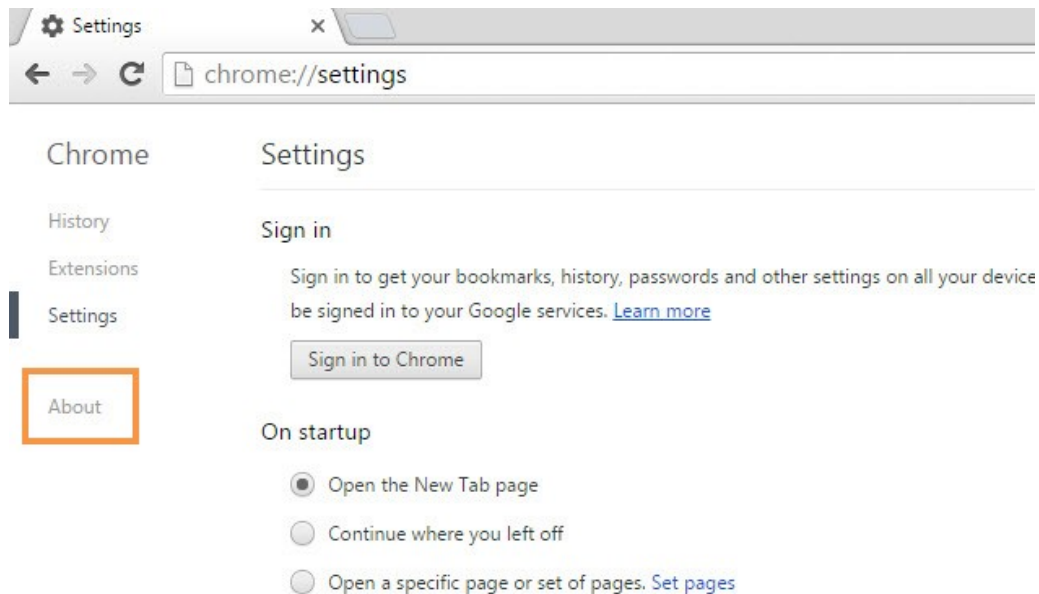 Settings
chrome://settings
Chrome
Settings
History
Sign in
Extensions
Sign in to get your bookmarks, history, passwords and other settings on all your device
Settings
be signed in to your Google services. Learn more
Sign in to Chrome
About
On startup
Open the New Tab page
Continue where you left off
Open a specific page or set of pages. Set pages